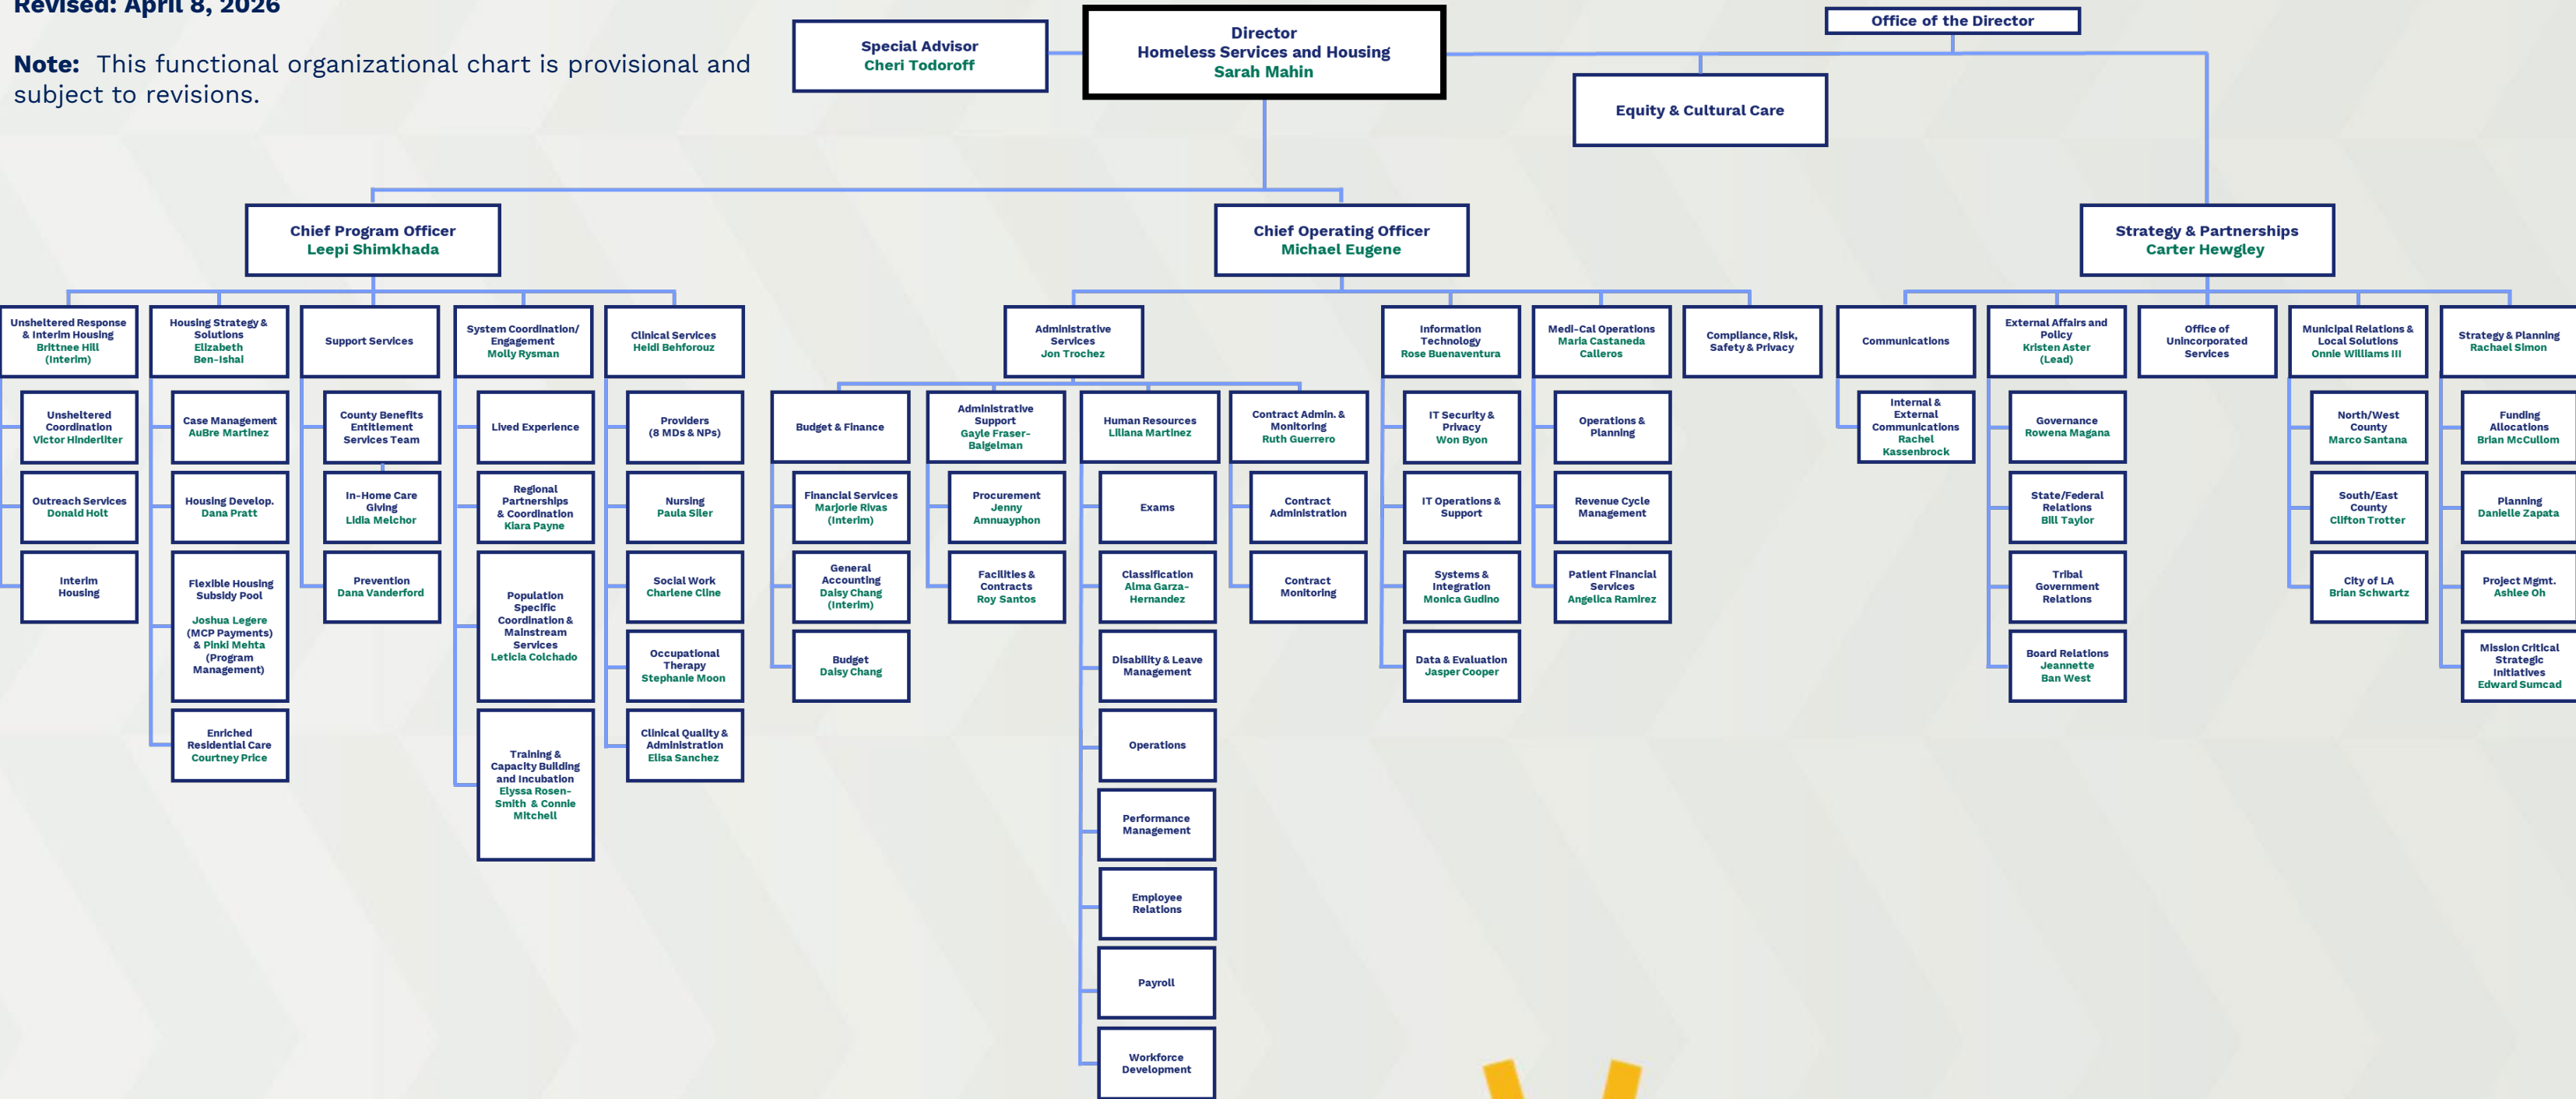 Revised: April 8, 2026
Note: This functional organizational chart is provisional and
subject to revisions.
Special Advisor
Cheri Todoroff
Director
Homeless Services and Housing
Sarah Mahin
Office of the Director
Equity & Cultural Care
Chief Program Officer
Leepi Shimkhada
Chief Operating Officer
Michael Eugene
Strategy & Partnerships
Carter Hewgley
Unsheltered Response
& Interim Housing
Brittnee Hill
(Interim)
Unsheltered
Coordination
Victor Hinderliter
Outreach Services
Donald Holt
Interim
Housing
Housing Strategy &
Solutions
Elizabeth
Ben-Ishai
Case Management
AuBre Martinez
Housing Develop.
Dana Pratt
Flexible Housing
Subsidy Pool
Joshua Legere
(MCP Payments)
& Pinki Mehta
(Program
Management)
Enriched
Residential Care
Courtney Price
Support Services
County Benefits
Entitlement
Services Team
In-Home Care
Giving
Lidia Melchor
Prevention
Dana Vanderford
System Coordination/
Engagement
Molly Rysman
Lived Experience
Regional
Partnerships
& Coordination
Kiara Payne
Population
Specific
Coordination &
Mainstream
Services
Leticia Colchado
Training &
Capacity Building
and Incubation
Elyssa Rosen-
Smith & Connie
Mitchell
Clinical Services
Heidi Behforouz
Providers
(8 MDs & NPs)
Nursing
Paula Siler
Social Work
Charlene Cline
Occupational
Therapy
Stephanie Moon
Clinical Quality &
Administration
Elisa Sanchez
Administrative
Services
Jon Trochez
Budget & Finance
Financial Services
Marjorie Rivas
(Interim)
General
Accounting
Daisy Chang
(Interim)
Budget
Daisy Chang
Administrative
Support
Gayle Fraser-
Baigelman
Procurement
Jenny
Amnuayphon
Facilities &
Contracts
Roy Santos
Human Resources
Liliana Martinez
Exams
Classification
Alma Garza-
Hernandez
Disability & Leave
Management
Operations
Performance
Management
Employee
Relations
Payroll
Workforce
Development
Contract Admin. &
Monitoring
Ruth Guerrero
Contract
Administration
Contract
Monitoring
Information
Technology
Rose Buenaventura
IT Security &
Privacy
Won Byon
IT Operations &
Support
Systems &
Integration
Monica Gudino
Data & Evaluation
Jasper Cooper
Medi-Cal Operations
Maria Castaneda
Calleros
Operations &
Planning
Revenue Cycle
Management
Patient Financial
Services
Angelica Ramirez
Compliance, Risk,
Safety & Privacy
Communications
Internal &
External
Communications
Rachel
Kassenbrock
External Affairs and
Policy
Kristen Aster
(Lead)
Governance
Rowena Magana
State/Federal
Relations
Bill Taylor
Tribal
Government
Relations
Board Relations
Jeannette
Ban West
Office of
Unincorporated
Services
Municipal Relations &
Local Solutions
Onnie Williams III
North/West
County
Marco Santana
South/East
County
Clifton Trotter
City of LA
Brian Schwartz
Strategy & Planning
Rachael Simon
Funding
Allocations
Brian McCullom
Planning
Danielle Zapata
Project Mgmt.
Ashlee Oh
Mission Critical
Strategic
Initiatives
Edward Sumcad